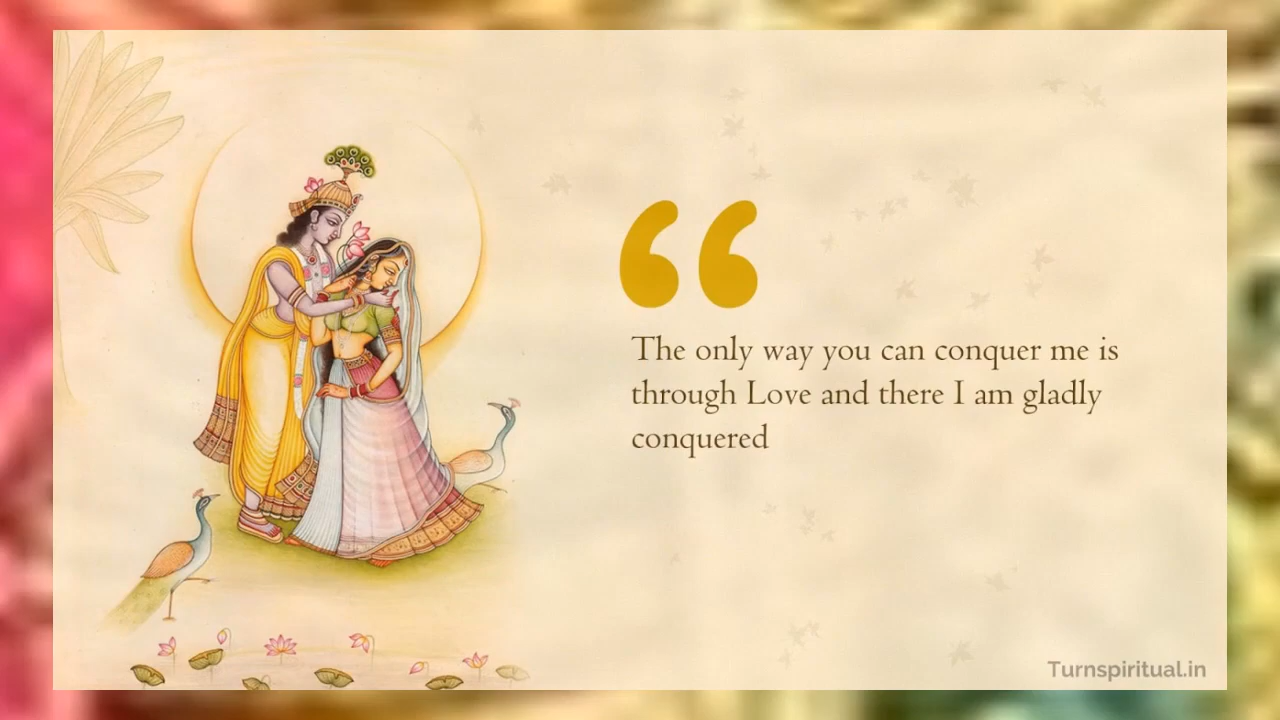 “
The only way you can conquer me is
through Love and there I am gladly
conquered
Turnspiritual.in